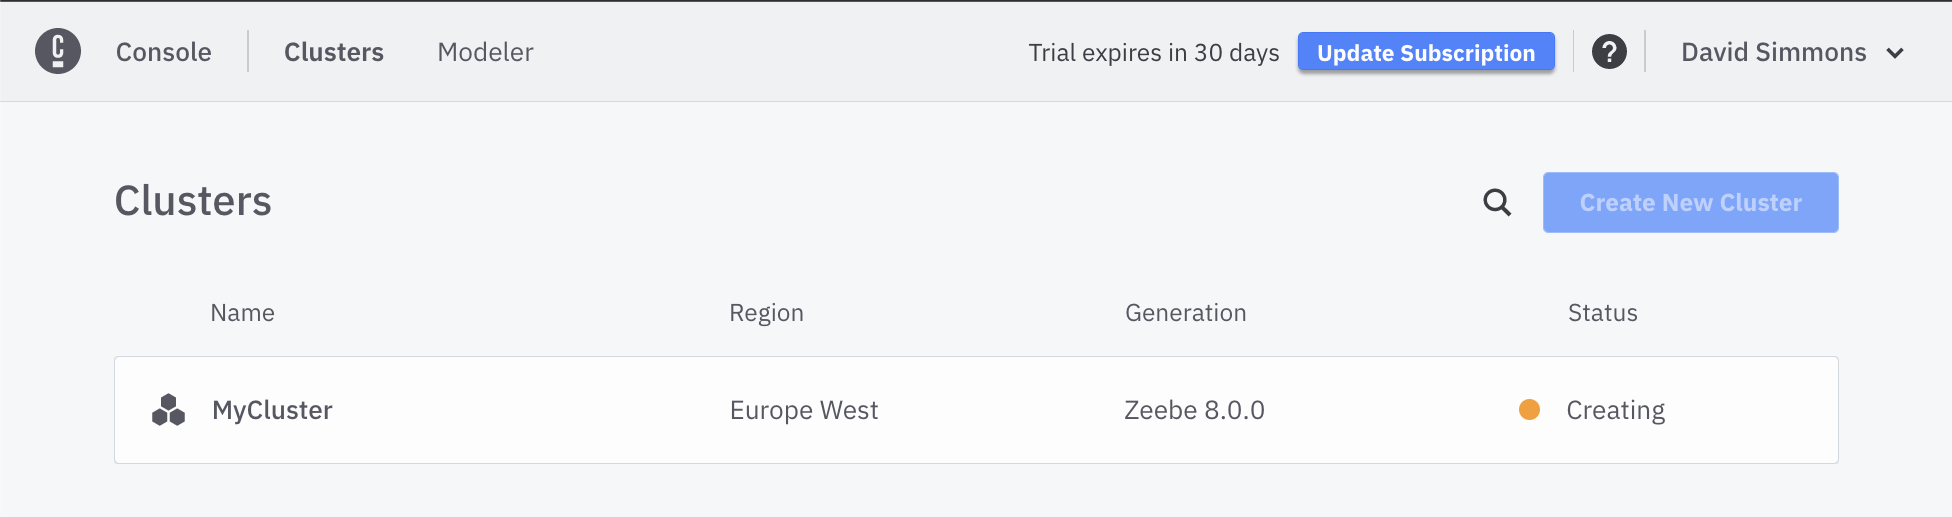 Console Clusters Modeler Trial expires in 30 days Update Subscription ? David Simmons
Clusters Create New Cluster
Name Region Generation Status
MyCluster Europe West Zeebe 8.0.0 Creating